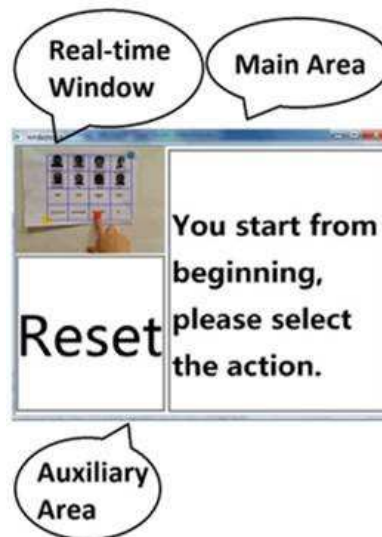 Real-time
Window
Main Area
You start from
beginning,
please select
the action.
Reset
Auxiliary
Area